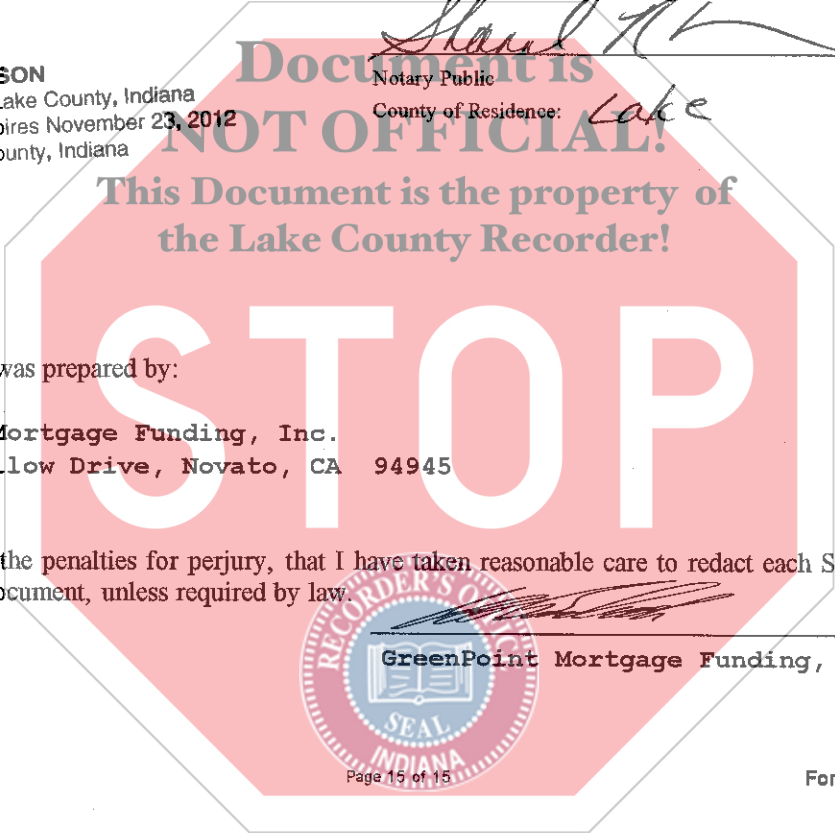 SON
Lake County, Indiana
pires November 23, 2012
ounty, Indiana
Notary Public
County of Residence: Lake
Document is
NOT OFFICIAL!
This Document is the property of
the Lake County Recorder!
STOP
was prepared by:
Mortgage Funding, Inc.
llow Drive, Novato, CA 94945
the penalties for perjury, that I have taken reasonable care to redact each S
ocument, unless required by law.
GreenPoint Mortgage Funding,
RECORDER'S OFFICE
SEAL
INDIANA
Page 15 of 15
For